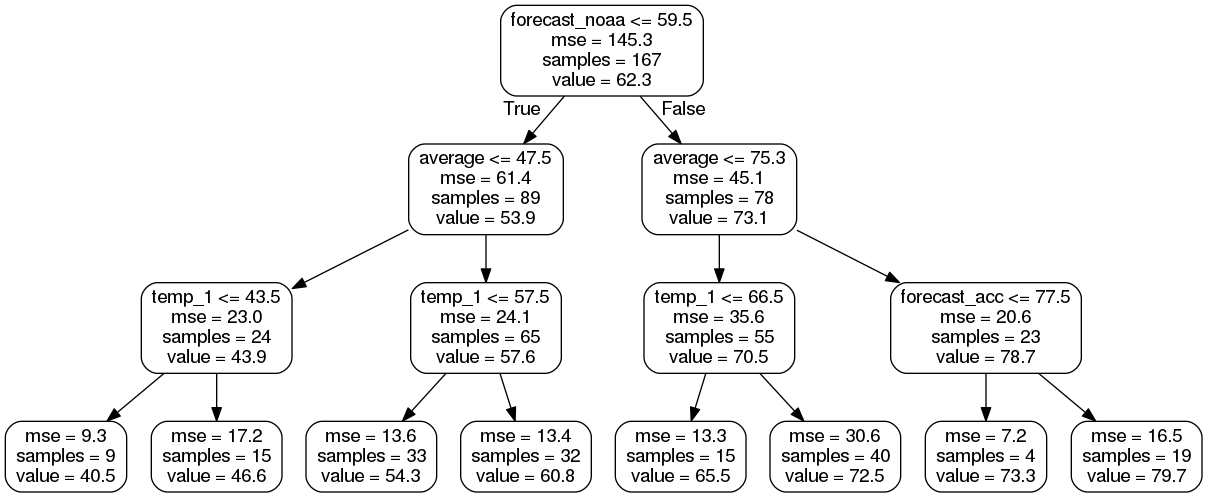 forecast_noaa <= 59.5
mse = 145.3
samples = 167
value = 62.3
True
False
average <= 47.5
mse = 61.4
samples = 89
value = 53.9
average <= 75.3
mse = 45.1
samples = 78
value = 73.1
temp_1 <= 43.5
mse = 23.0
samples = 24
value = 43.9
temp_1 <= 57.5
mse = 24.1
samples = 65
value = 57.6
temp_1 <= 66.5
mse = 35.6
samples = 55
value = 70.5
forecast_acc <= 77.5
mse = 20.6
samples = 23
value = 78.7
mse = 9.3
samples = 9
value = 40.5
mse = 17.2
samples = 15
value = 46.6
mse = 13.6
samples = 33
value = 54.3
mse = 13.4
samples = 32
value = 60.8
mse = 13.3
samples = 15
value = 65.5
mse = 30.6
samples = 40
value = 72.5
mse = 7.2
samples = 4
value = 73.3
mse = 16.5
samples = 19
value = 79.7